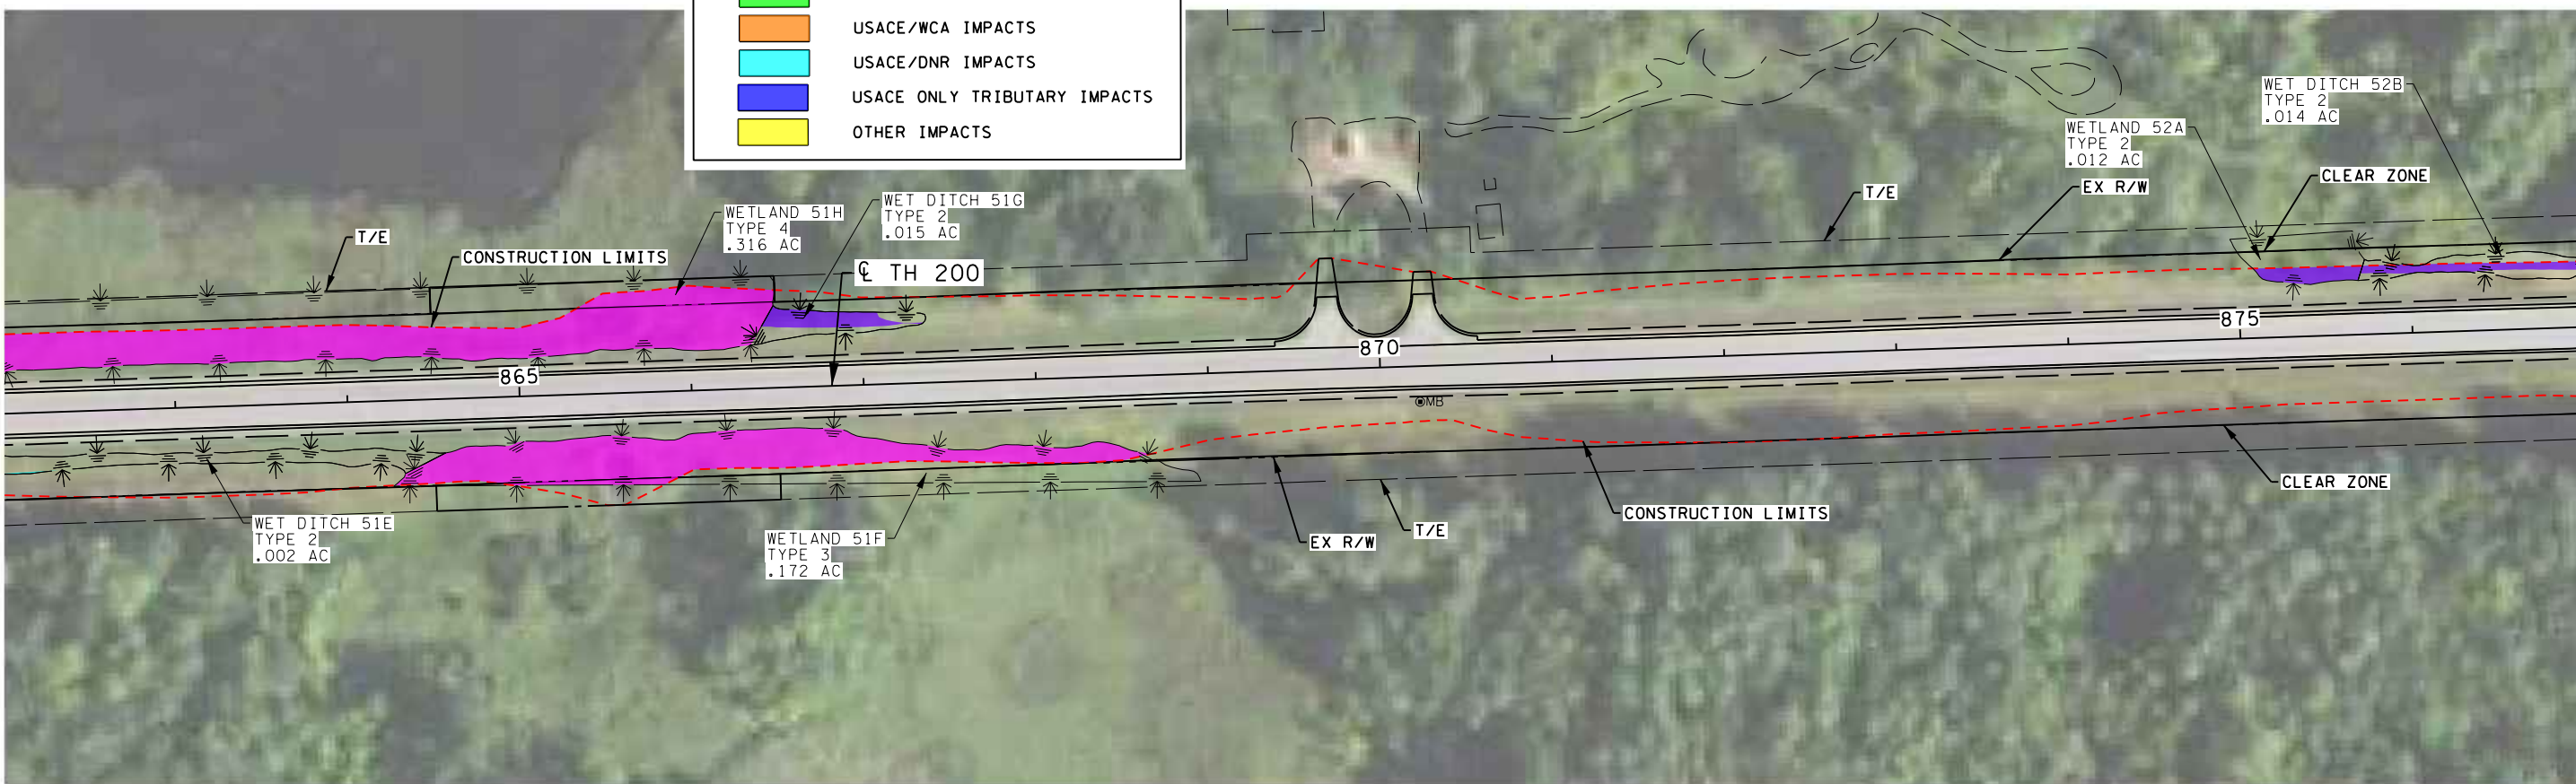 USACE/WCA IMPACTS
USACE/DNR IMPACTS
USACE ONLY TRIBUTARY IMPACTS
OTHER IMPACTS
WET DITCH 52B
TYPE 2
.014 AC
WETLAND 52A
TYPE 2
.012 AC
CLEAR ZONE
EX R/W
T/E
WET DITCH 51G
TYPE 2
.015 AC
WETLAND 51H
TYPE 4
.316 AC
T/E
CONSTRUCTION LIMITS
℄ TH 200
875
870
865
MB
CLEAR ZONE
CONSTRUCTION LIMITS
T/E
EX R/W
WET DITCH 51E
TYPE 2
.002 AC
WETLAND 51F
TYPE 3
.172 AC